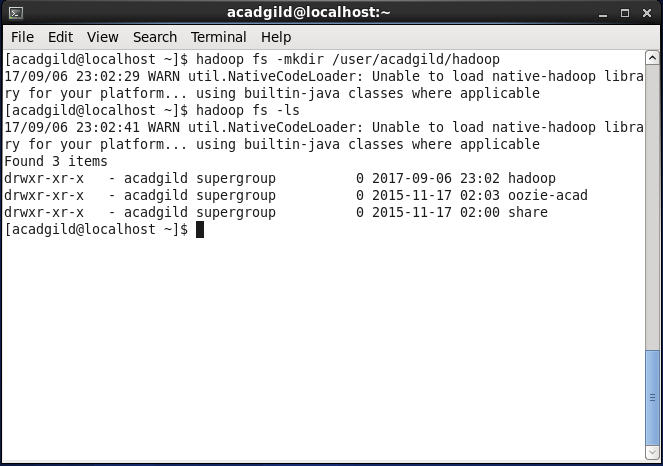 acadgild@localhost:~
File Edit View Search Terminal Help
[acadgild@localhost ~]$ hadoop fs -mkdir /user/acadgild/hadoop
17/09/06 23:02:29 WARN util.NativeCodeLoader: Unable to load native-hadoop libra
ry for your platform... using builtin-java classes where applicable
[acadgild@localhost ~]$ hadoop fs -ls
17/09/06 23:02:41 WARN util.NativeCodeLoader: Unable to load native-hadoop libra
ry for your platform... using builtin-java classes where applicable
Found 3 items
drwxr-xr-x   - acadgild supergroup          0 2017-09-06 23:02 hadoop
drwxr-xr-x   - acadgild supergroup          0 2015-11-17 02:03 oozie-acad
drwxr-xr-x   - acadgild supergroup          0 2015-11-17 02:00 share
[acadgild@localhost ~]$